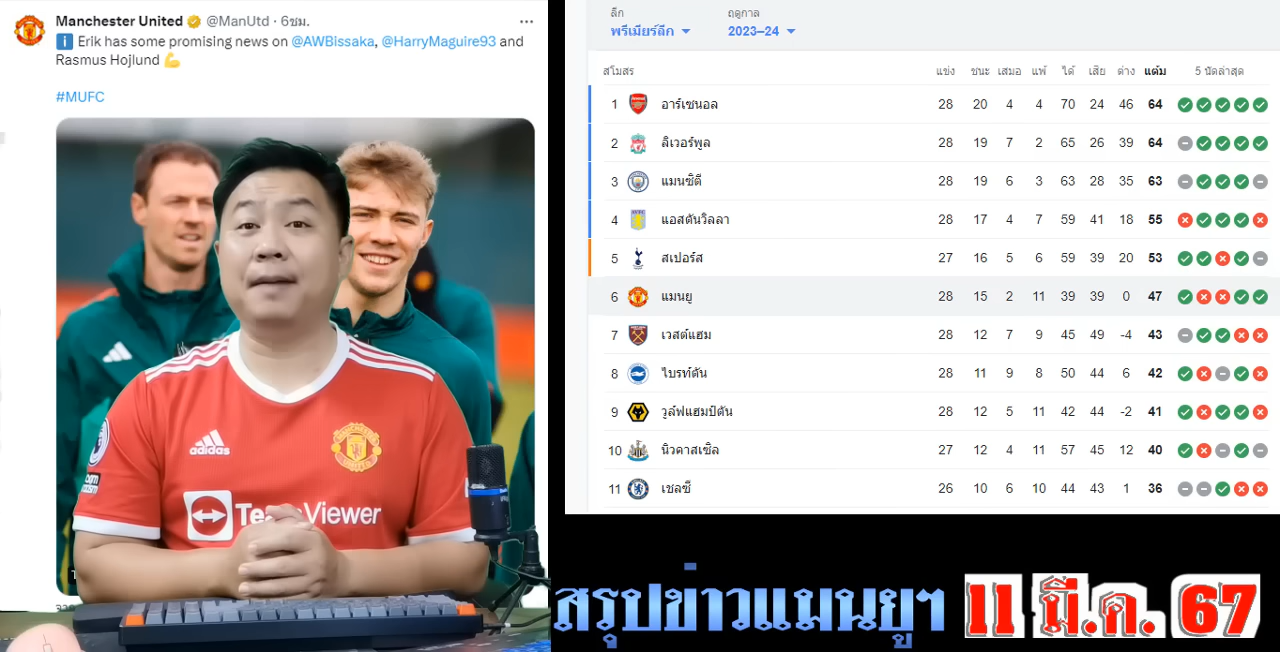 Manchester United @ManUtd · 6ชม.
Erik has some promising news on @AWBissaka, @HarryMaguire93 and
Rasmus Hojlund
#MUFC
adidas
TeamViewer
ลีก ฤดูกาล
พรีเมียร์ลีก 2023–24
สโมสร แข่ง ชนะ เสมอ แพ้ ได้ เสีย ต่าง แต้ม 5 นัดล่าสุด
1 อาร์เซนอล 28 20 4 4 70 24 46 64
2 ลิเวอร์พูล 28 19 7 2 65 26 39 64
3 แมนซิตี 28 19 6 3 63 28 35 63
4 แอสตันวิลลา 28 17 4 7 59 41 18 55
5 สเปอร์ส 27 16 5 6 59 39 20 53
6 แมนยู 28 15 2 11 39 39 0 47
7 เวสต์แฮม 28 12 7 9 45 49 -4 43
8 ไบรท์ตัน 28 11 9 8 50 44 6 42
9 วูล์ฟแฮมป์ตัน 28 12 5 11 42 44 -2 41
10 นิวคาสเซิล 27 12 4 11 57 45 12 40
11 เชลซี 26 10 6 10 44 43 1 36
สรุปข่าวแมนยูฯ 11 มี.ค. 67